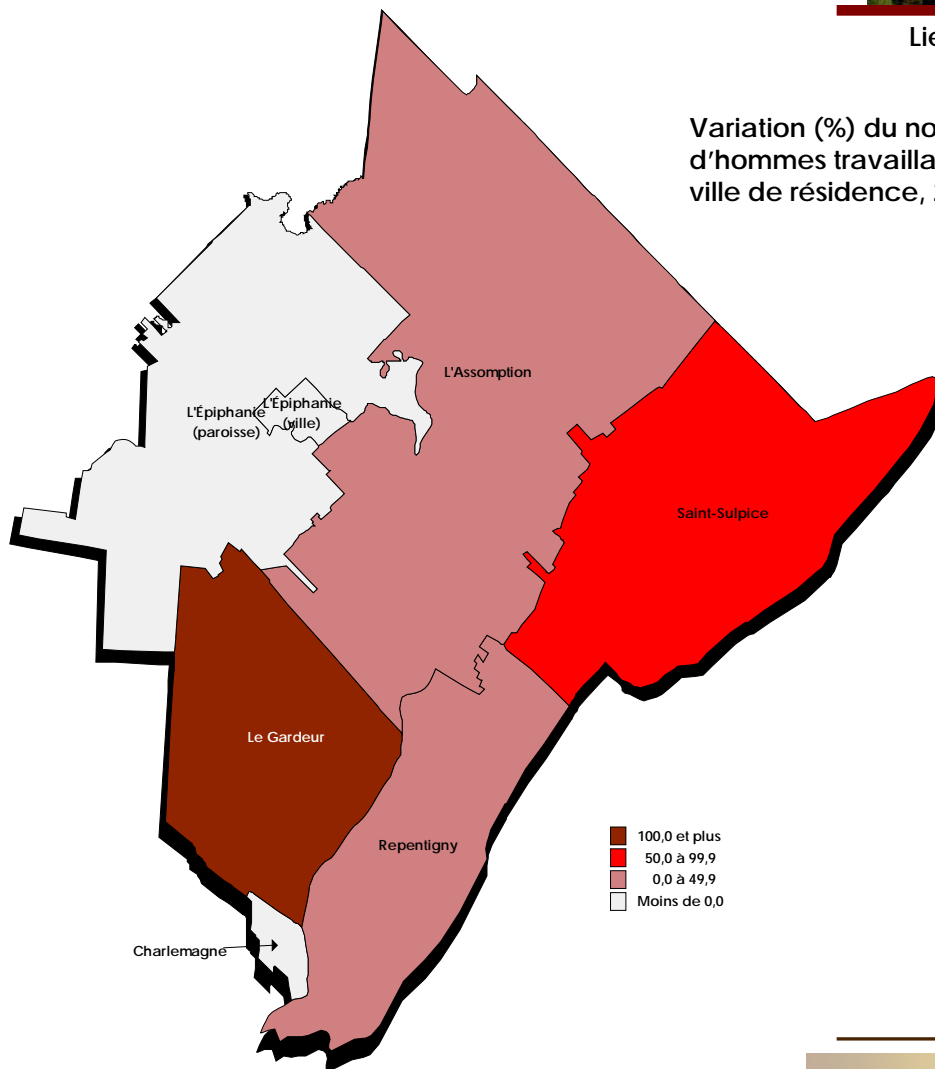 Lie
Variation (%) du no
d'hommes travailla
ville de résidence,
L'Assomption
L'Épiphanie
(paroisse)
L'Épiphanie
(ville)
Saint-Sulpice
Le Gardeur
Repentigny
Charlemagne
100,0 et plus
50,0 à 99,9
0,0 à 49,9
Moins de 0,0